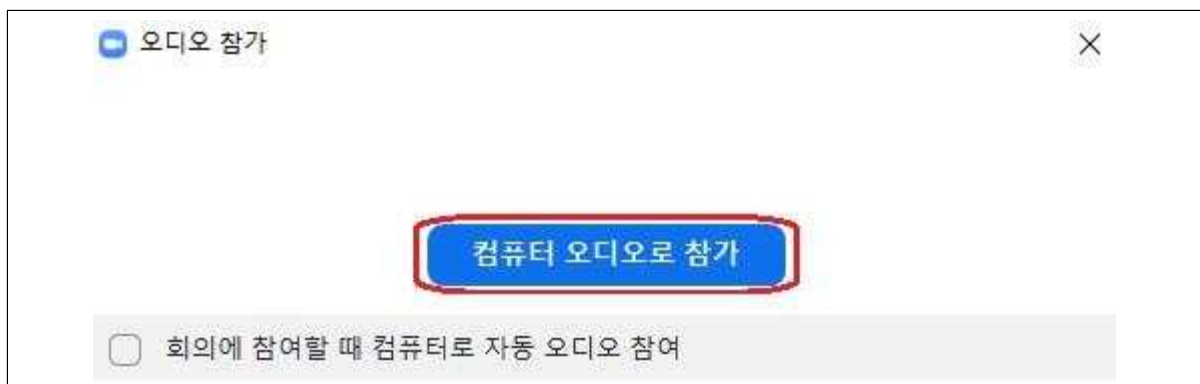 오디오 참가
컴퓨터 오디오로 참가
회의에 참여할 때 컴퓨터로 자동 오디오 참여